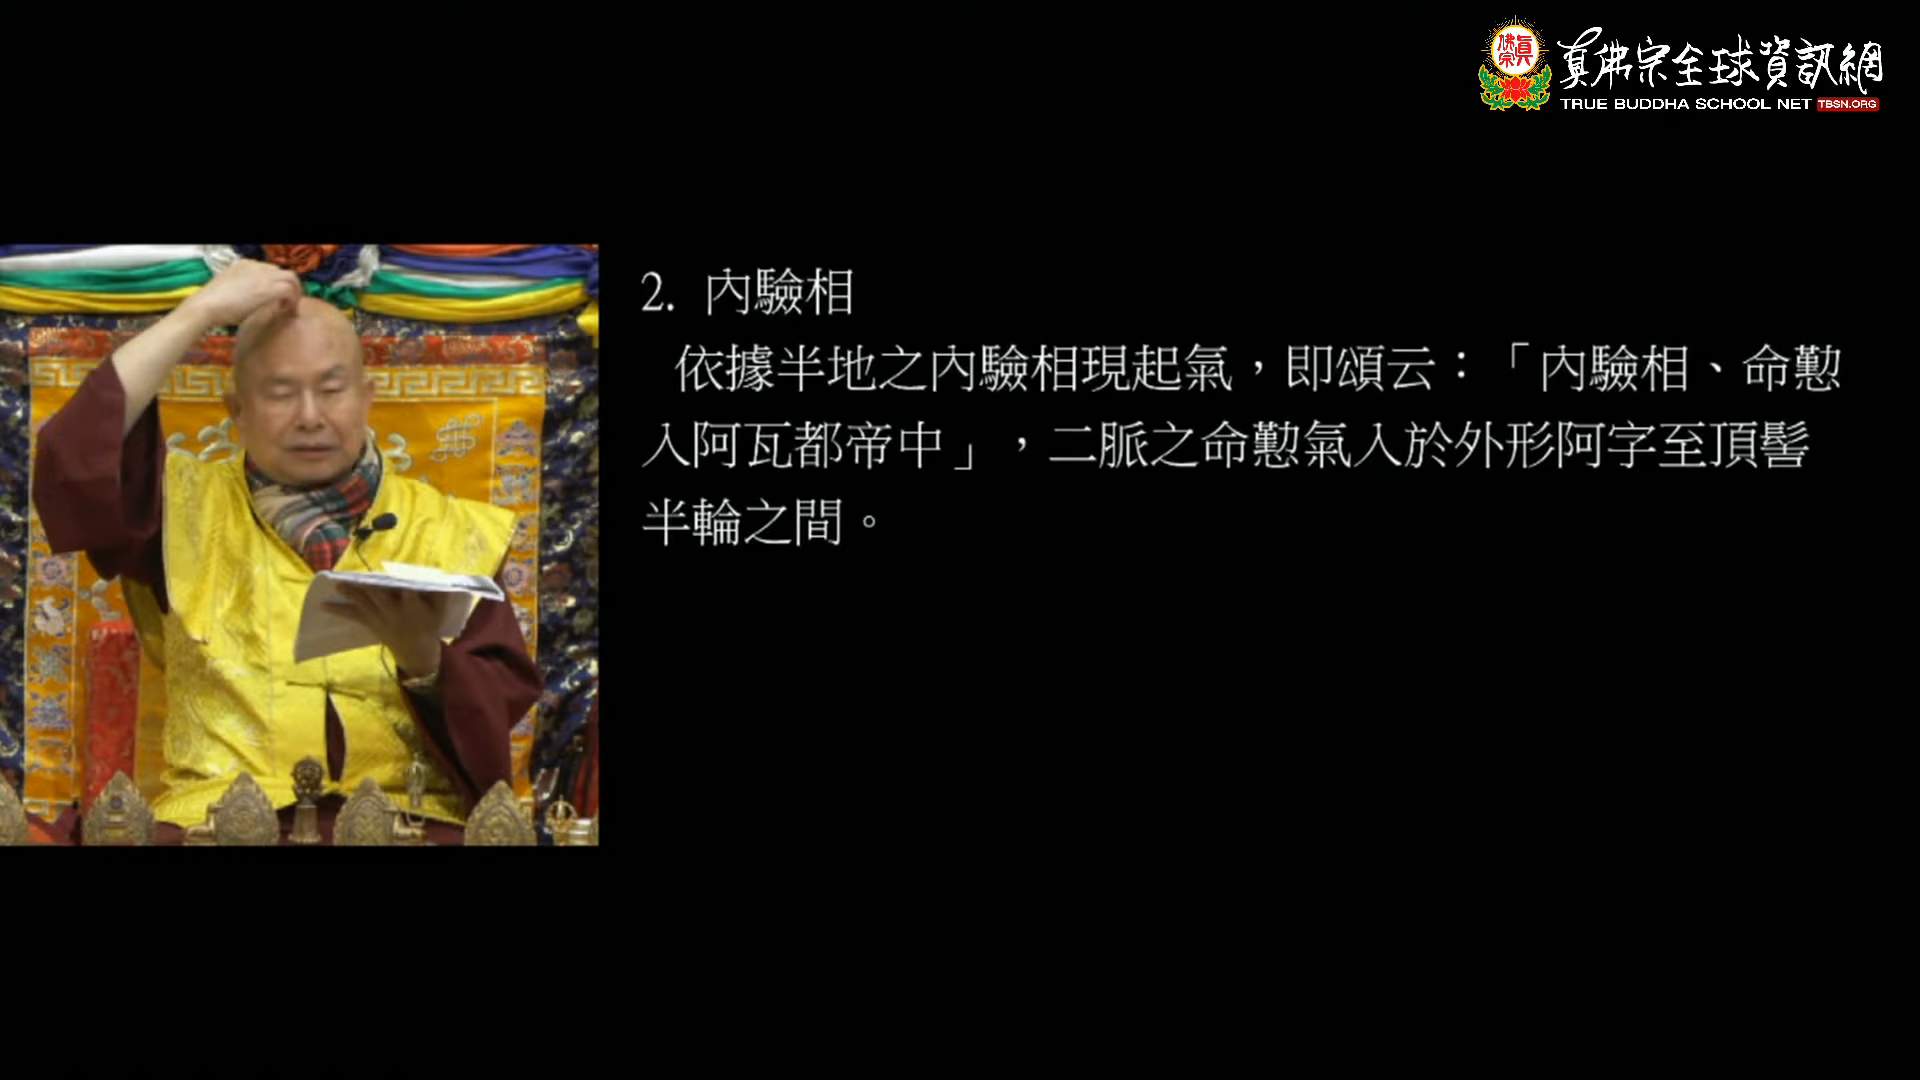 真佛宗
真佛宗全球資訊網
TRUE BUDDHA SCHOOL NET TBSN.ORG
2. 內驗相
依據半地之內驗相現起氣，即頌云：「內驗相、命懃
入阿瓦都帝中」，二脈之命懃氣入於外形阿字至頂髻
半輪之間。